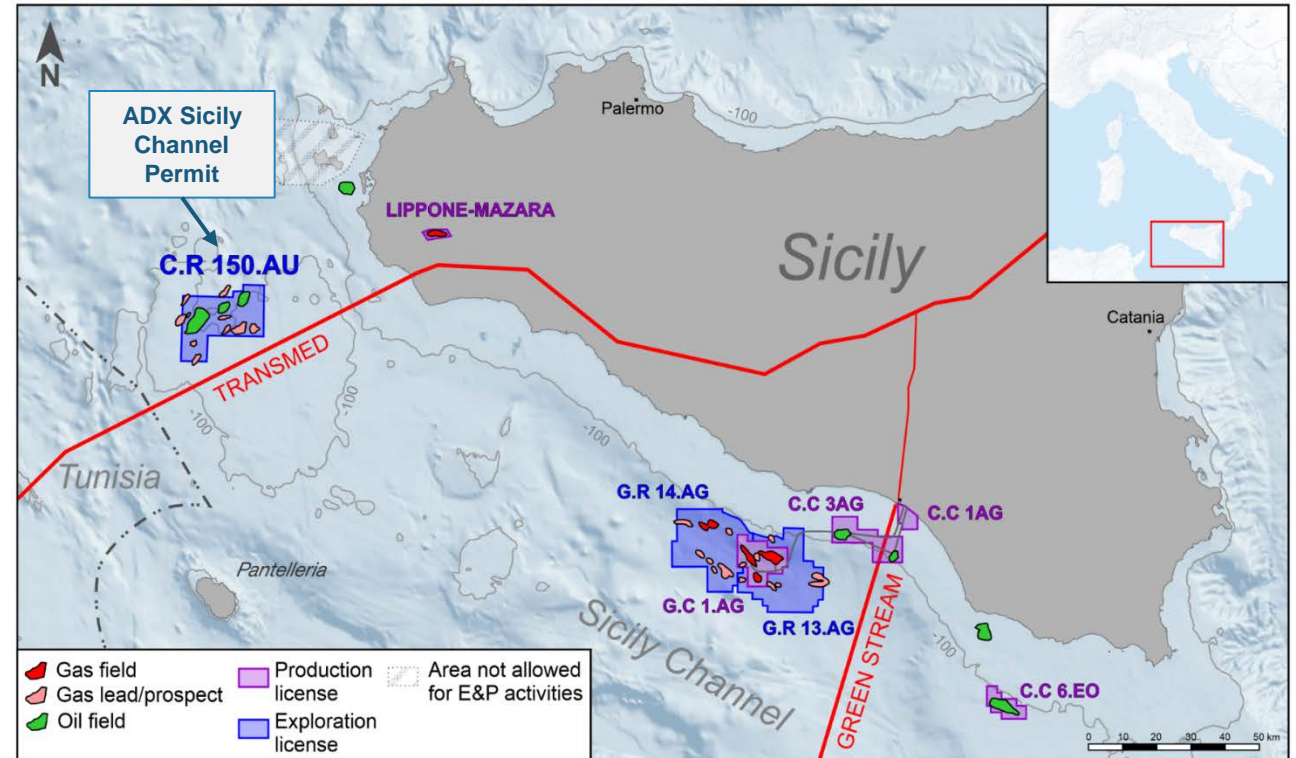 N
ADX Sicily
Channel
Permit
C.R 150.AU
Palermo
-100
LIPPONE-MAZARA
Sicily
Catania
TRANSMED
-100
-100
-100
Tunisia
Pantelleria
G.R 14.AG
C.C 3AG
C.C 1AG
G.C 1.AG
G.R 13.AG
Sicily Channel
GREEN STREAM
-100
C.C 6.EO
Gas field
Gas lead/prospect
Oil field
Production
license
Exploration
license
Area not allowed
for E&P activities
0 10 20 30 40 50 km